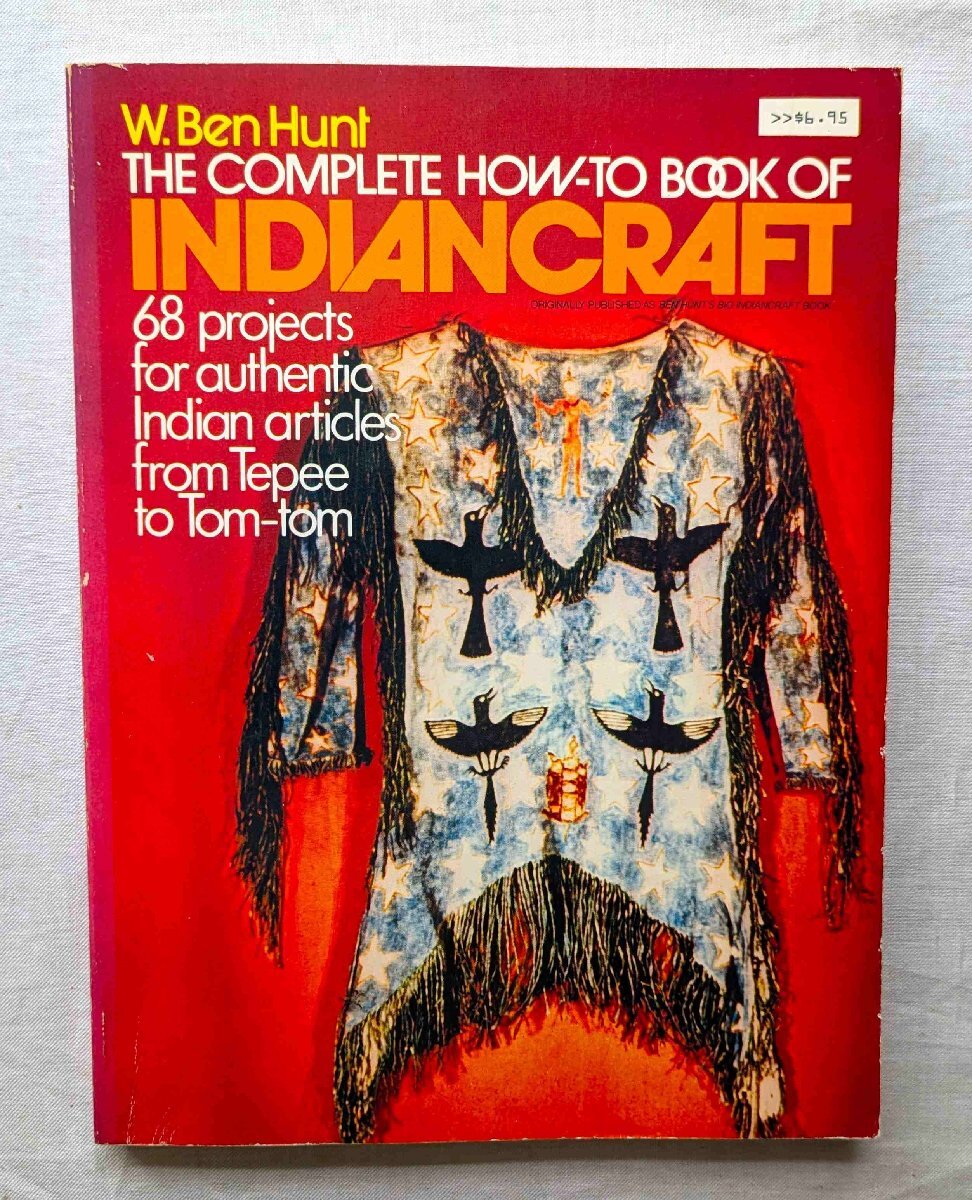 W. Ben Hunt
>>$6.95
THE COMPLETE HOW-TO BOOK OF
INDIANCRAFT
ORIGINALLY PUBLISHED AS BEN HUNT'S BIG INDIANCRAFT BOOK
68 projects
for authentic
Indian articles
from Tepee
to Tom-tom